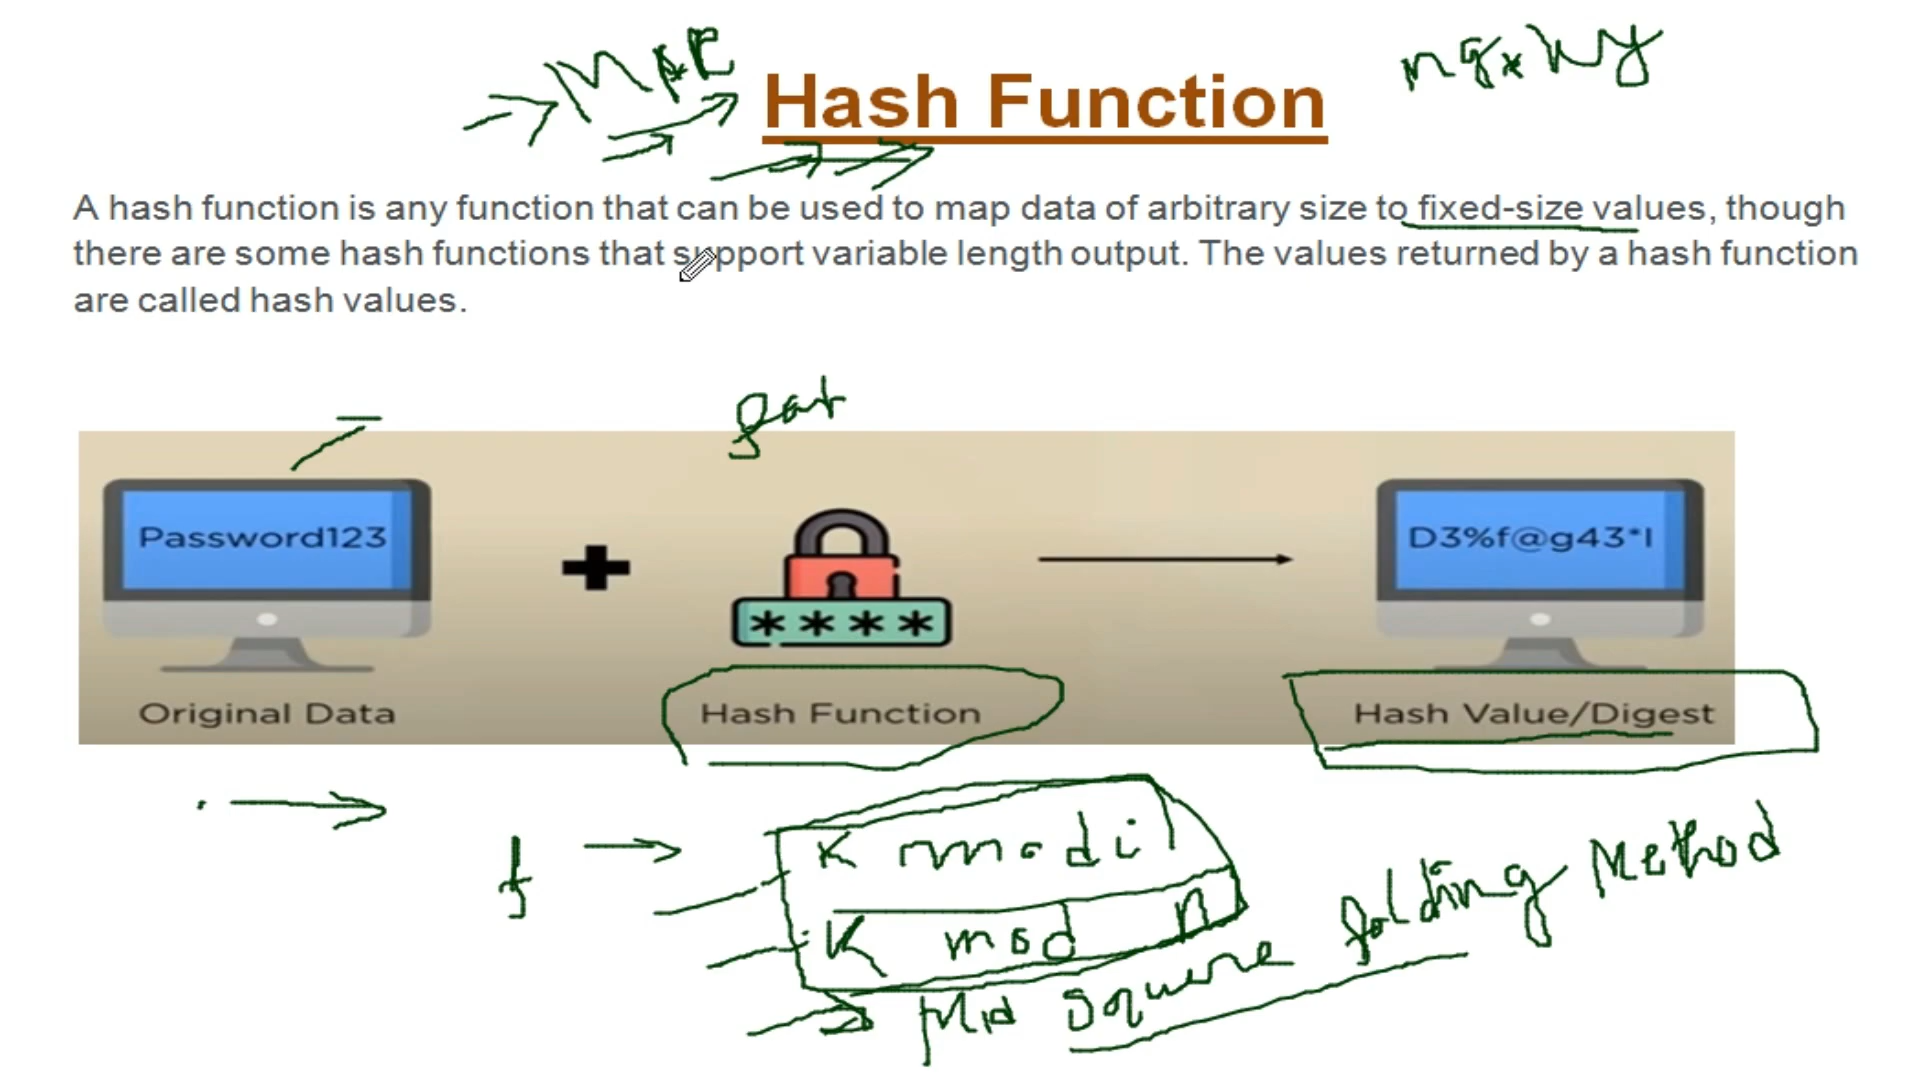 Hash Function
A hash function is any function that can be used to map data of arbitrary size to fixed-size values, though
there are some hash functions that support variable length output. The values returned by a hash function
are called hash values.
Password123
* * * *
D3%f@g43*I
Original Data
Hash Function
Hash Value/Digest
f
K mod
K mod n
Mid Square folding Method